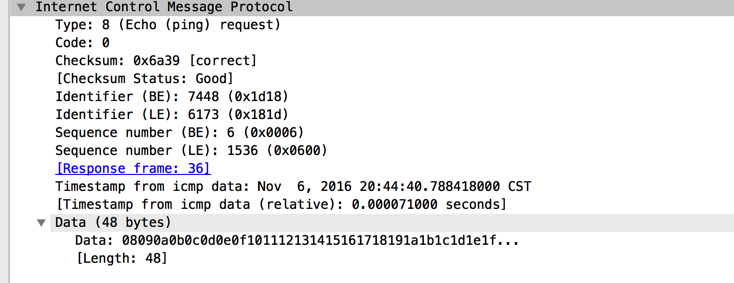 Internet Control Message Protocol
Type: 8 (Echo (ping) request)
Code: 0
Checksum: 0x6a39 [correct]
[Checksum Status: Good]
Identifier (BE): 7448 (0x1d18)
Identifier (LE): 6173 (0x181d)
Sequence number (BE): 6 (0x0006)
Sequence number (LE): 1536 (0x0600)
[Response frame: 36]
Timestamp from icmp data: Nov  6, 2016 20:44:40.788418000 CST
[Timestamp from icmp data (relative): 0.000071000 seconds]
Data (48 bytes)
Data: 08090a0b0c0d0e0f101112131415161718191a1b1c1d1e1f...
[Length: 48]